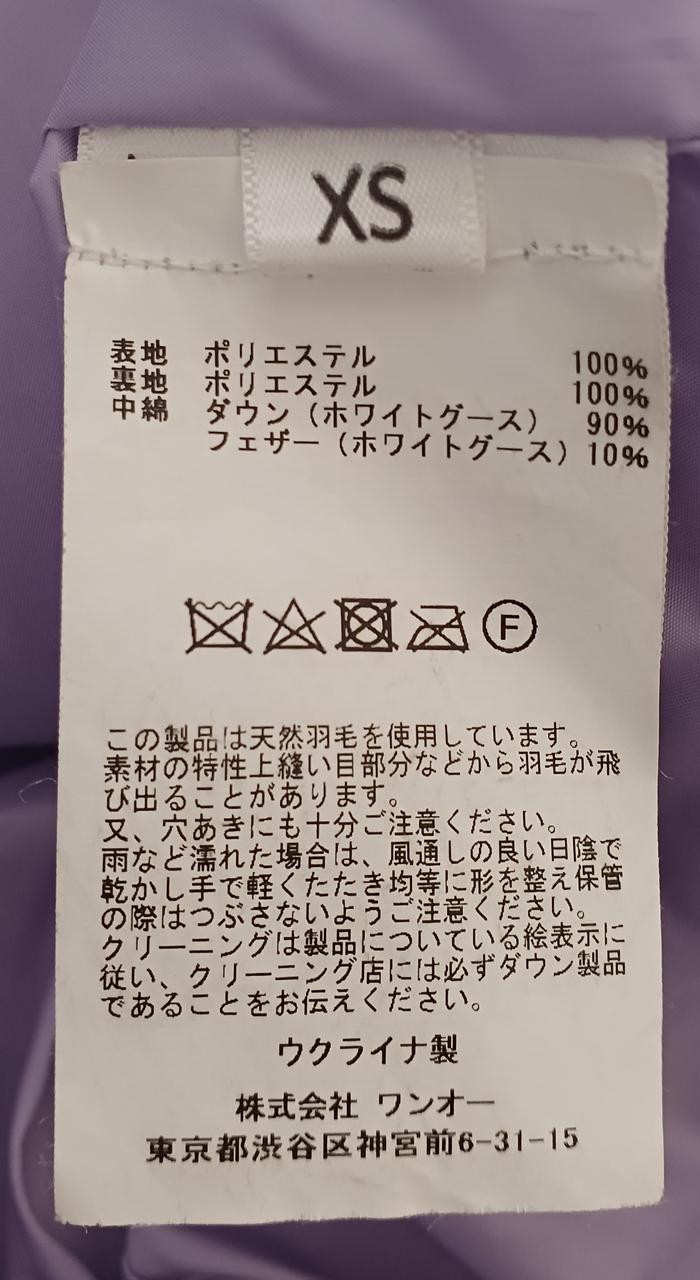 XS
表地 ポリエステル 100%
裏地 ポリエステル 100%
中綿 ダウン（ホワイトグース） 90%
フェザー（ホワイトグース） 10%
F
この製品は天然羽毛を使用しています。
素材の特性上縫い目部分などから羽毛が飛
び出ることがあります。
又、穴あきにも十分ご注意ください。
雨など濡れた場合は、風通しの良い日陰で
乾かし手で軽くたたき均等に形を整え保管
の際はつぶさないようご注意ください。
クリーニングは製品についている絵表示に
従い、クリーニング店には必ずダウン製品
であることをお伝えください。
ウクライナ製
株式会社 ワンオー
東京都渋谷区神宮前6-31-15